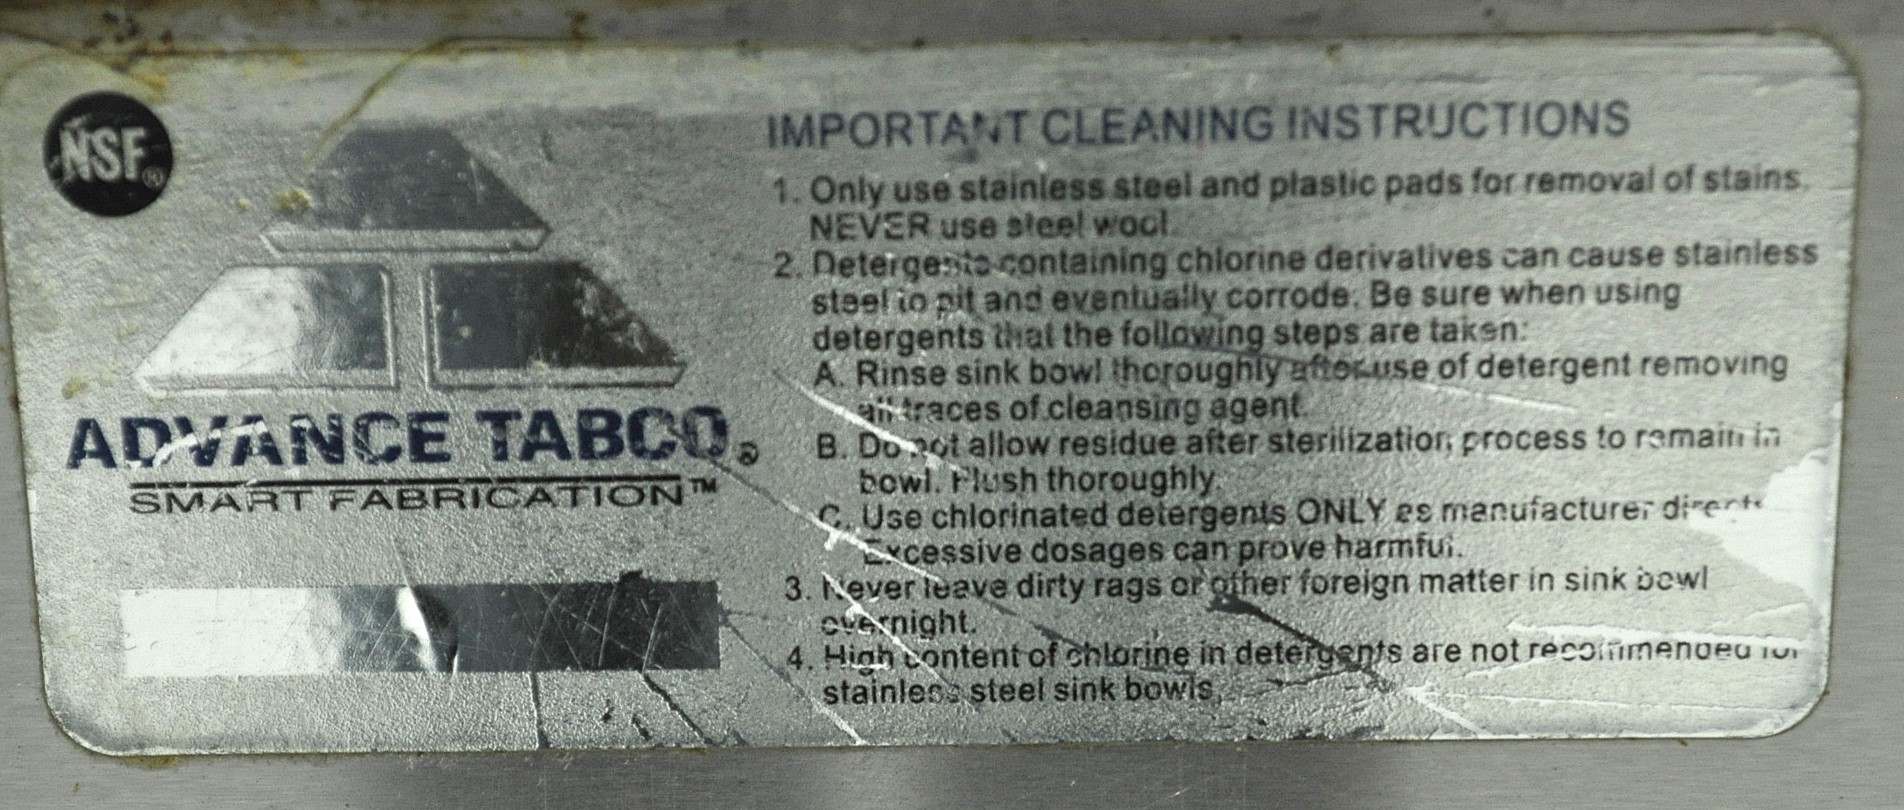 NSF®
ADVANCE TABCO®
SMART FABRICATION™
IMPORTANT CLEANING INSTRUCTIONS
1. Only use stainless steel and plastic pads for removal of stains.
NEVER use steel wool.
2. Detergents containing chlorine derivatives can cause stainless
steel to pit and eventually corrode. Be sure when using
detergents that the following steps are taken:
A. Rinse sink bowl thoroughly after use of detergent removing
all traces of cleansing agent.
B. Do not allow residue after sterilization process to remain in
bowl. Flush thoroughly.
C. Use chlorinated detergents ONLY as manufacturer directs
Excessive dosages can prove harmful.
3. Never leave dirty rags or other foreign matter in sink bowl
overnight.
4. High content of chlorine in detergents are not recommended for
stainless steel sink bowls.